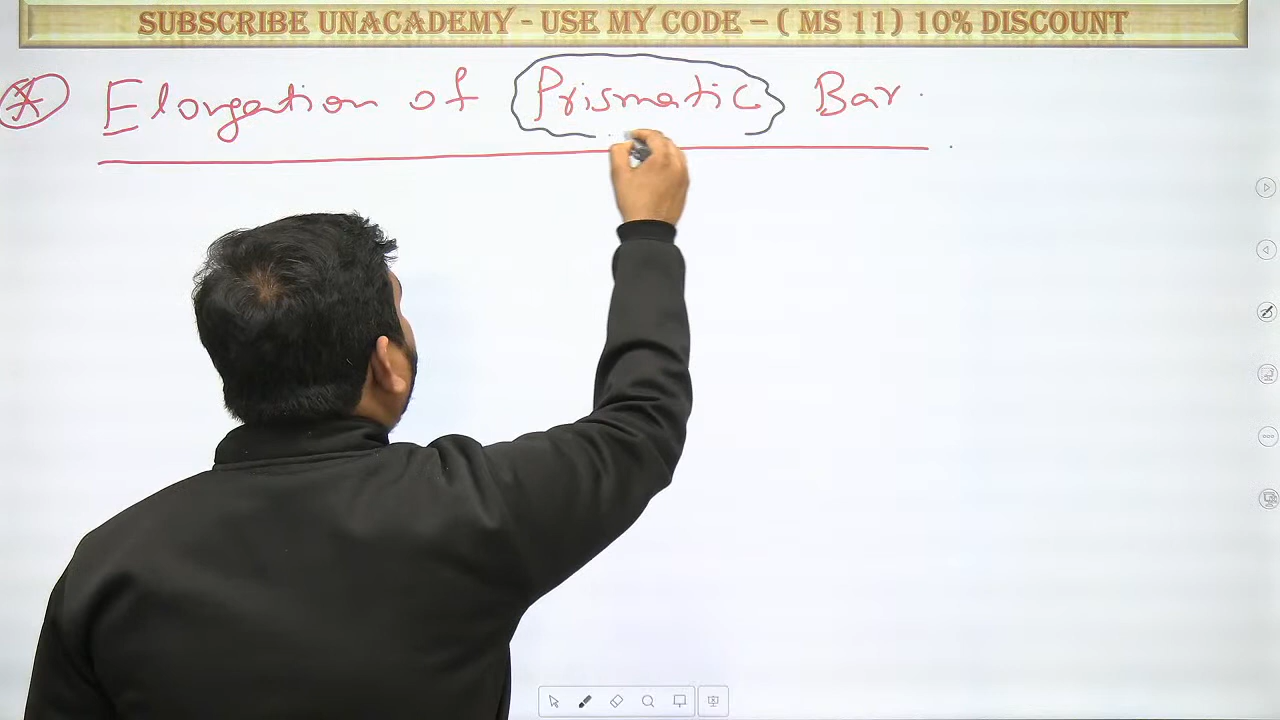 SUBSCRIBE UNACADEMY - USE MY CODE – ( MS 11) 10% DISCOUNT
Elongation of Prismatic Bar